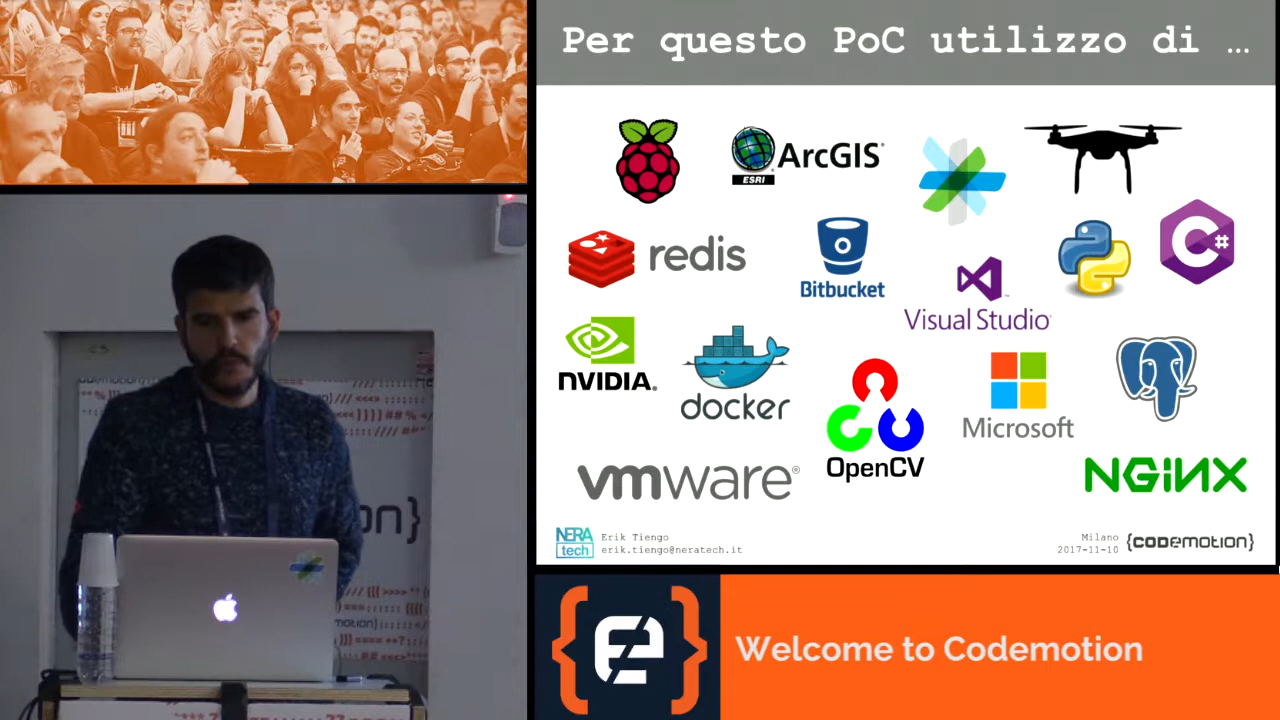 Per questo PoC utilizzo di …
ArcGIS®
ESRI
redis
Bitbucket
Visual Studio
NVIDIA.
docker
OpenCV
Microsoft
vmware®
NGiNX
NERA
tech
Erik Tiengo
erik.tiengo@neratech.it
Milano
2017-11-10
{CODEMOTION}
Welcome to Codemotion